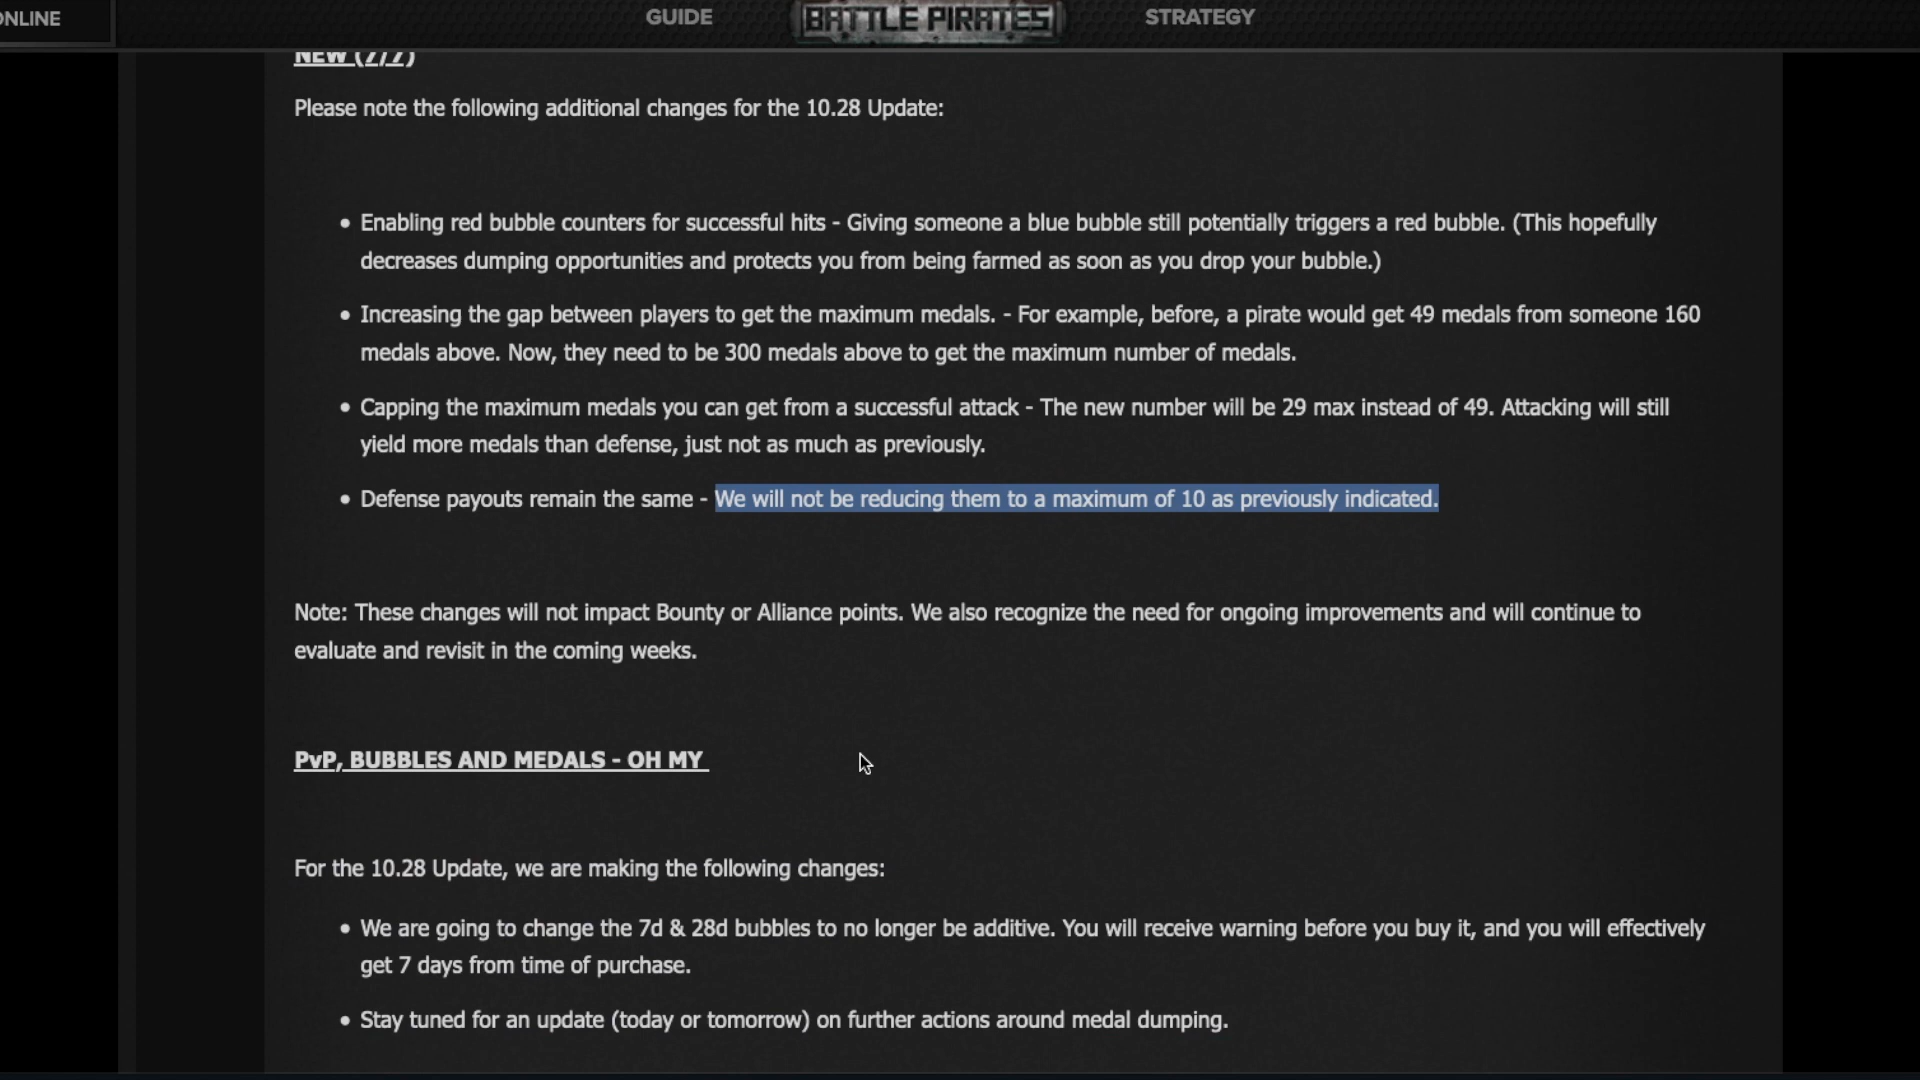 ONLINE
GUIDE
BATTLE PIRATES
STRATEGY
NEW (7/7)
Please note the following additional changes for the 10.28 Update:
• Enabling red bubble counters for successful hits - Giving someone a blue bubble still potentially triggers a red bubble. (This hopefully
decreases dumping opportunities and protects you from being farmed as soon as you drop your bubble.)
• Increasing the gap between players to get the maximum medals. - For example, before, a pirate would get 49 medals from someone 160
medals above. Now, they need to be 300 medals above to get the maximum number of medals.
• Capping the maximum medals you can get from a successful attack - The new number will be 29 max instead of 49. Attacking will still
yield more medals than defense, just not as much as previously.
• Defense payouts remain the same - We will not be reducing them to a maximum of 10 as previously indicated.
Note: These changes will not impact Bounty or Alliance points. We also recognize the need for ongoing improvements and will continue to
evaluate and revisit in the coming weeks.
PvP, BUBBLES AND MEDALS - OH MY
For the 10.28 Update, we are making the following changes:
• We are going to change the 7d & 28d bubbles to no longer be additive. You will receive warning before you buy it, and you will effectively
get 7 days from time of purchase.
• Stay tuned for an update (today or tomorrow) on further actions around medal dumping.